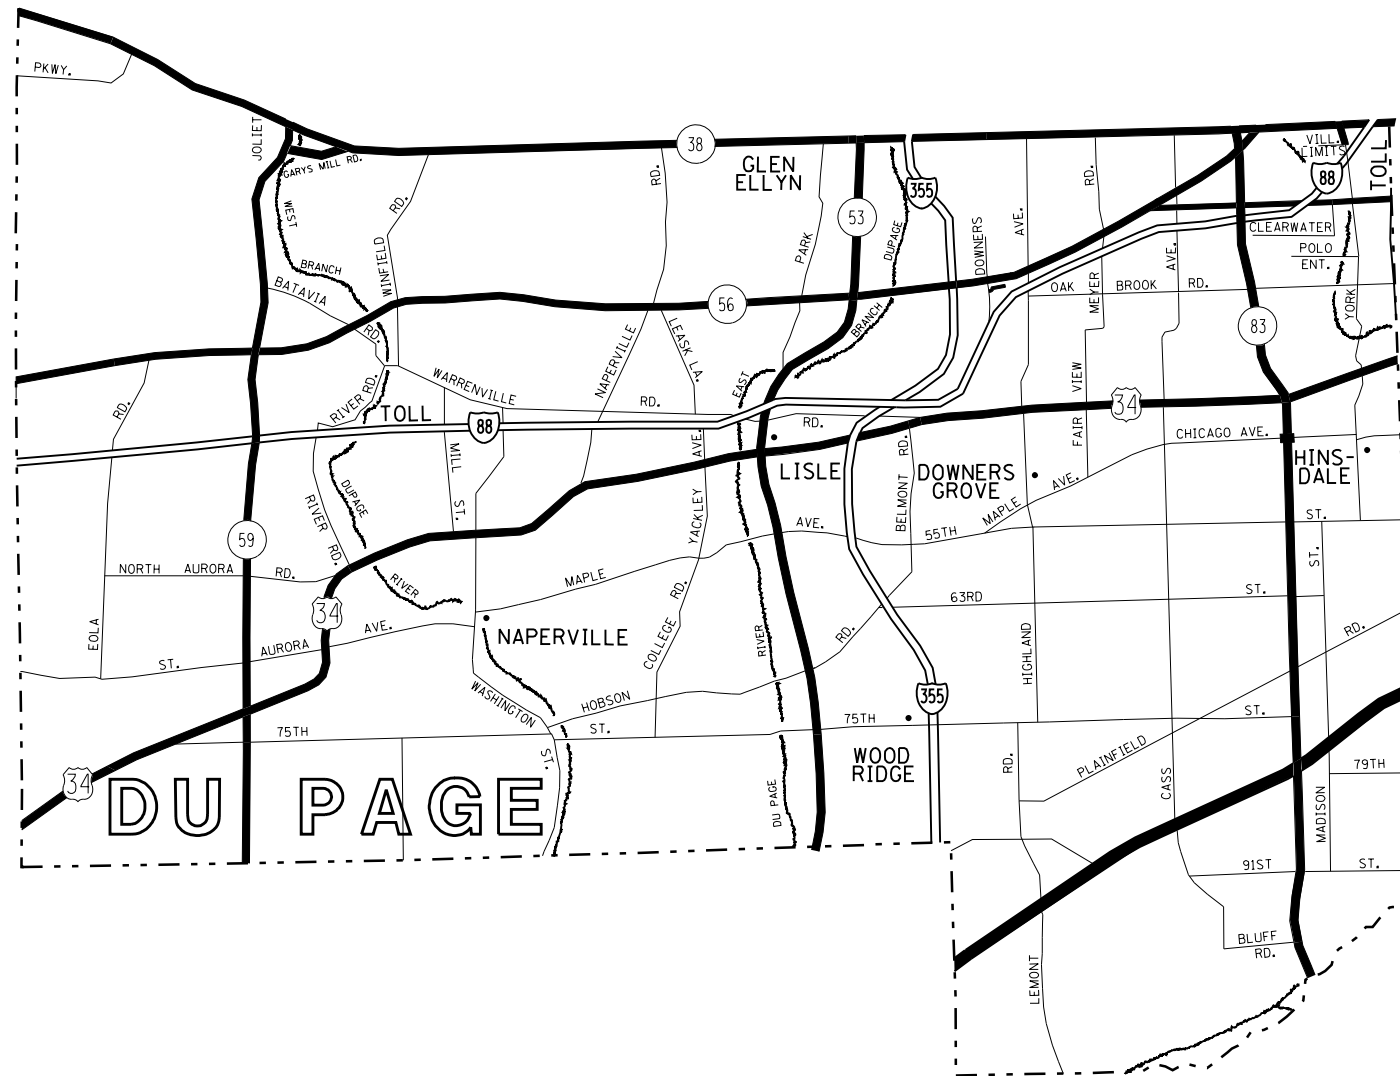 PKWY.
JOLIET
GARYS MILL RD.
38
GLEN
ELLYN
RD.
RD.
VILL.
LIMITS
TOLL
88
355
WEST
RD.
53
AVE.
DOWNERS
DUPAGE
PARK
CLEARWATER
POLO
ENT.
AVE.
WINFIELD
BRANCH
BATAVIA
RD.
56
OAK
BROOK
RD.
MEYER
YORK
83
BRANCH
NAPERVILLE
LEASK LA.
WARRENVILLE
RD.
EAST
RD.
RIVER RD.
TOLL
88
34
FAIR VIEW
RD.
CHICAGO AVE.
MILL
ST.
AVE.
LISLE
RD.
BELMONT
DOWNERS
GROVE
AVE.
MAPLE
HINS-
DALE
DUPAGE
RIVER
RD.
YACKLEY
AVE.
55TH
ST.
59
NORTH
AURORA
RD.
RIVER
MAPLE
RD.
COLLEGE
63RD
ST.
ST.
34
AVE.
NAPERVILLE
EOLA
ST.
AURORA
RIVER
RD.
HIGHLAND
RD.
WASHINGTON
HOBSON
355
75TH
ST.
75TH
ST.
ST.
WOOD
RIDGE
RD.
PLAINFIELD
CASS
79TH
34
DU PAGE
DU PAGE
MADISON
91ST
ST.
BLUFF
RD.
LEMONT